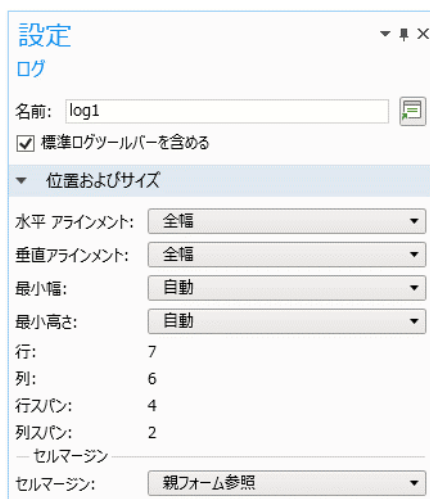 設定
ログ
名前: log1
標準ログツールバーを含める
位置およびサイズ
水平 アラインメント: 全幅
垂直アラインメント: 全幅
最小幅: 自動
最小高さ: 自動
行: 7
列: 6
行スパン: 4
列スパン: 2
セルマージン
セルマージン: 親フォーム参照